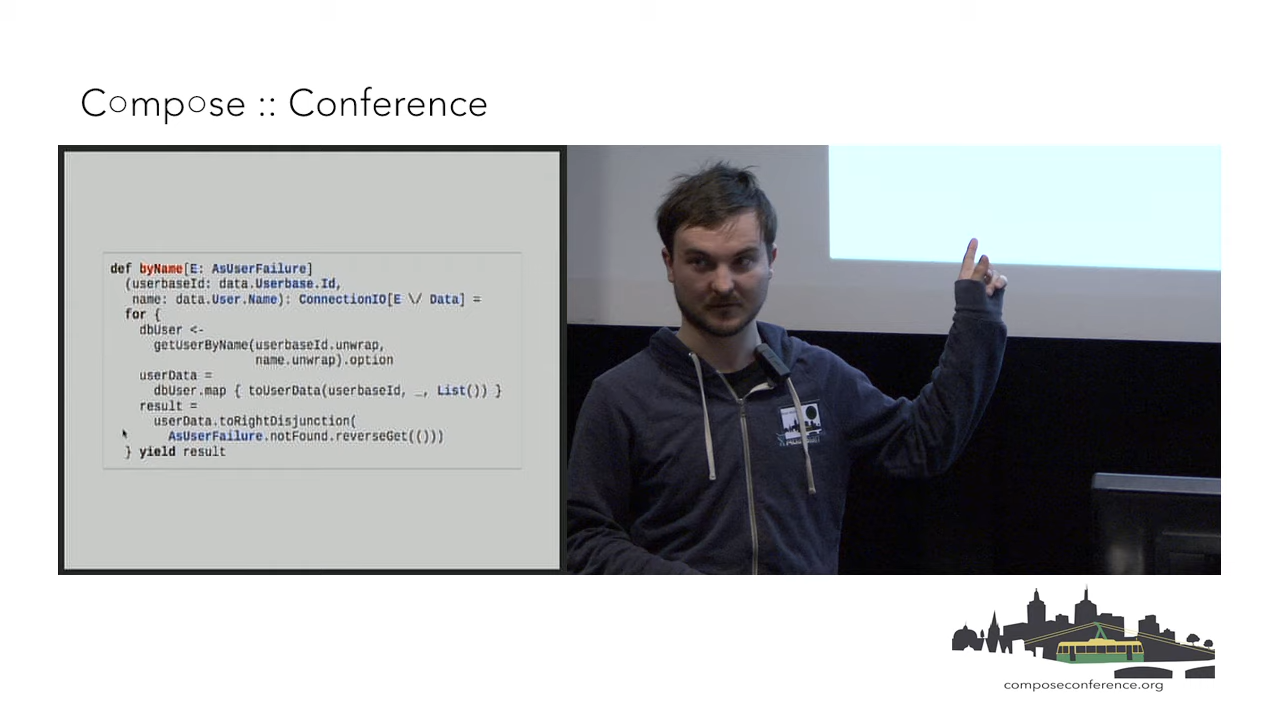 Compose :: Conference
def byName[E: AsUserFailure]
(userbaseId: data.Userbase.Id,
name: data.User.Name): ConnectionIO[E \/ Data] =
for {
dbUser <-
getUserByName(userbaseId.unwrap,
name.unwrap).option
userData =
dbUser.map { toUserData(userbaseId, _, List()) }
result =
userData.toRightDisjunction(
AsUserFailure.notFound.reverseGet(()))
} yield result
composeconference.org